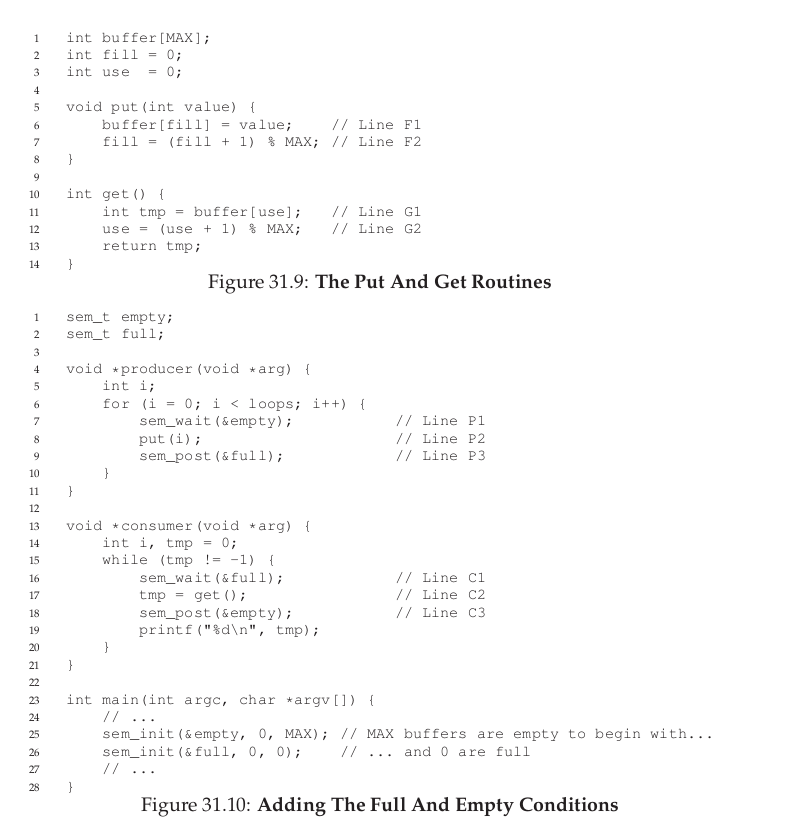 1 int buffer[MAX];
2 int fill = 0;
3 int use  = 0;
4
5 void put(int value) {
6     buffer[fill] = value;    // Line F1
7     fill = (fill + 1) % MAX; // Line F2
8 }
9
10 int get() {
11     int tmp = buffer[use];   // Line G1
12     use = (use + 1) % MAX;   // Line G2
13     return tmp;
14 }
Figure 31.9: The Put And Get Routines
1 sem_t empty;
2 sem_t full;
3
4 void *producer(void *arg) {
5     int i;
6     for (i = 0; i < loops; i++) {
7         sem_wait(&empty);           // Line P1
8         put(i);                     // Line P2
9         sem_post(&full);            // Line P3
10     }
11 }
12
13 void *consumer(void *arg) {
14     int i, tmp = 0;
15     while (tmp != -1) {
16         sem_wait(&full);            // Line C1
17         tmp = get();                // Line C2
18         sem_post(&empty);           // Line C3
19         printf("%d\n", tmp);
20     }
21 }
22
23 int main(int argc, char *argv[]) {
24     // ...
25     sem_init(&empty, 0, MAX); // MAX buffers are empty to begin with...
26     sem_init(&full, 0, 0);    // ... and 0 are full
27     // ...
28 }
Figure 31.10: Adding The Full And Empty Conditions